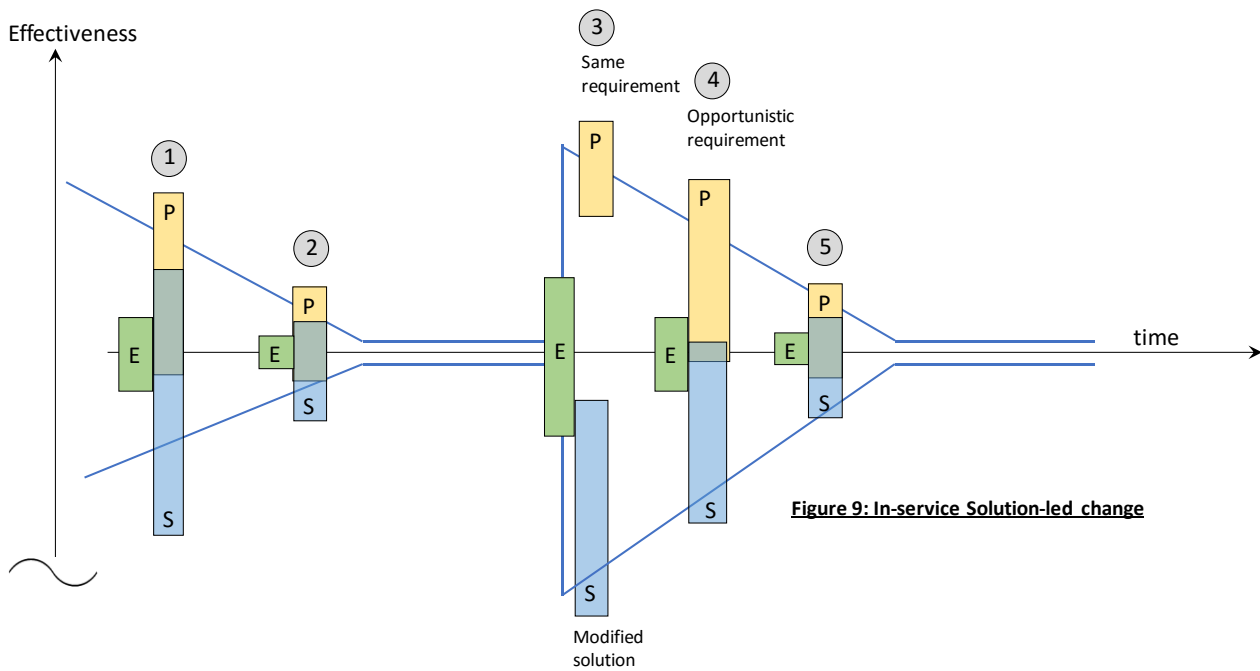 Effectiveness
3
Same
requirement
4
Opportunistic
requirement
1
P
P
P
2
5
P
P
time
E
E
E
E
E
S
S
S
S
S
Figure 9: In-service Solution-led change
Modified
solution